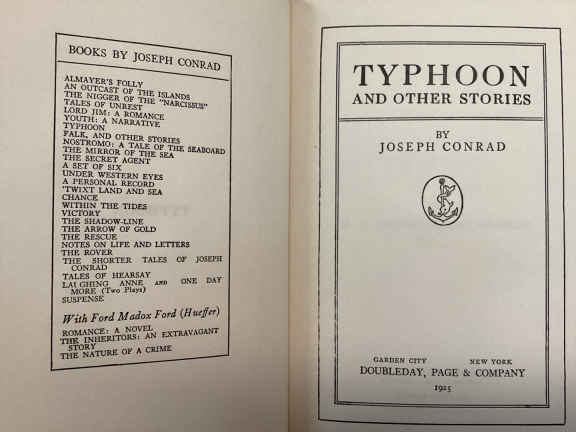 BOOKS BY JOSEPH CONRAD
ALMAYER'S FOLLY
AN OUTCAST OF THE ISLANDS
THE NIGGER OF THE "NARCISSUS"
TALES OF UNREST
LORD JIM: A ROMANCE
YOUTH: A NARRATIVE
TYPHOON
FALK, AND OTHER STORIES
NOSTROMO: A TALE OF THE SEABOARD
THE MIRROR OF THE SEA
THE SECRET AGENT
A SET OF SIX
UNDER WESTERN EYES
A PERSONAL RECORD
'TWIXT LAND AND SEA
CHANCE
WITHIN THE TIDES
VICTORY
THE SHADOW-LINE
THE ARROW OF GOLD
THE RESCUE
NOTES ON LIFE AND LETTERS
THE ROVER
THE SHORTER TALES OF JOSEPH
CONRAD
TALES OF HEARSAY
LAUGHING ANNE AND ONE DAY
MORE (Two Plays)
SUSPENSE
With Ford Madox Ford (Hueffer)
ROMANCE: A NOVEL
THE INHERITORS: AN EXTRAVAGANT
STORY
THE NATURE OF A CRIME
TYPHOON
AND OTHER STORIES
BY
JOSEPH CONRAD
GARDEN CITY NEW YORK
DOUBLEDAY, PAGE & COMPANY
1925